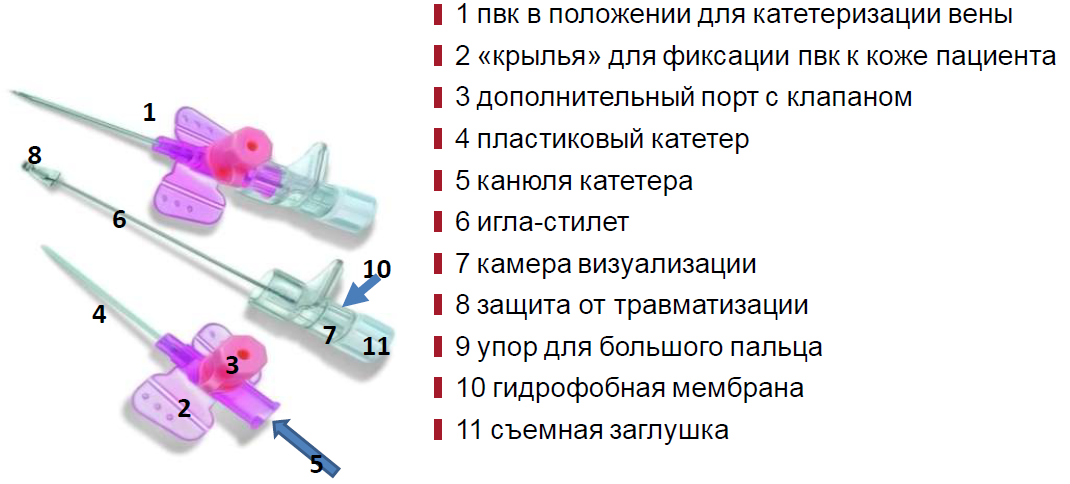 1 пвк в положении для катетеризации вены
2 «крылья» для фиксации пвк к коже пациента
3 дополнительный порт с клапаном
4 пластиковый катетер
5 канюля катетера
6 игла-стилет
7 камера визуализации
8 защита от травматизации
9 упор для большого пальца
10 гидрофобная мембрана
11 съемная заглушка
1
8
6
10
4
7
11
3
2
5